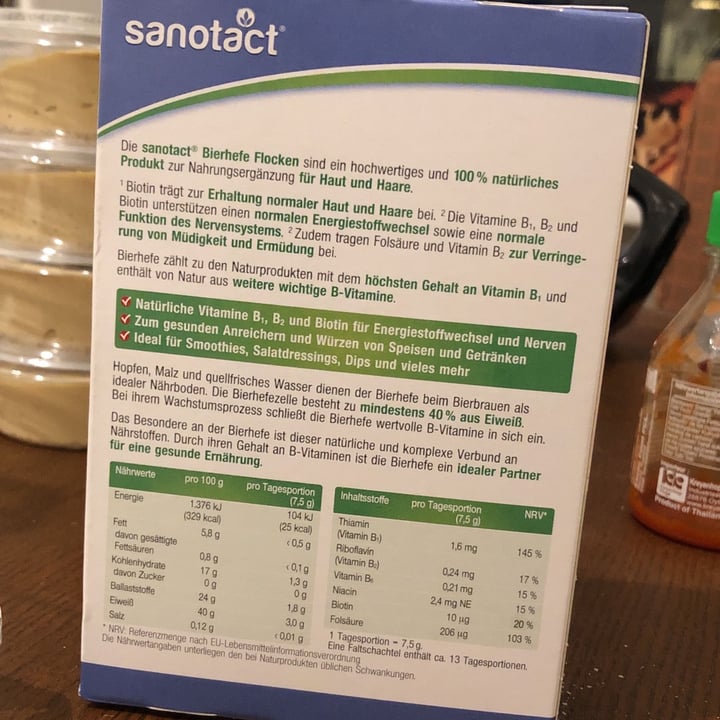 sanotact®
Die sanotact® Bierhefe Flocken sind ein hochwertiges und 100 % natürliches
Produkt zur Nahrungsergänzung für Haut und Haare.
¹ Biotin trägt zur Erhaltung normaler Haut und Haare bei. ² Die Vitamine B₁, B₂ und
Biotin unterstützen einen normalen Energiestoffwechsel sowie eine normale
Funktion des Nervensystems. ² Zudem tragen Folsäure und Vitamin B₂ zur Verringe-
rung von Müdigkeit und Ermüdung bei.
Bierhefe zählt zu den Naturprodukten mit dem höchsten Gehalt an Vitamin B₁ und
enthält von Natur aus weitere wichtige B-Vitamine.
✓ Natürliche Vitamine B₁, B₂ und Biotin für Energiestoffwechsel und Nerven
✓ Zum gesunden Anreichern und Würzen von Speisen und Getränken
✓ Ideal für Smoothies, Salatdressings, Dips und vieles mehr
Hopfen, Malz und quellfrisches Wasser dienen der Bierhefe beim Bierbrauen als
idealer Nährboden. Die Bierhefezelle besteht zu mindestens 40 % aus Eiweiß.
Bei ihrem Wachstumsprozess schließt die Bierhefe wertvolle B-Vitamine in sich ein.
Das Besondere an der Bierhefe ist dieser natürliche und komplexe Verbund an
Nährstoffen. Durch ihren Gehalt an B-Vitaminen ist die Bierhefe ein idealer Partner
für eine gesunde Ernährung.
Nährwerte pro 100 g pro Tagesportion
(7,5 g)
Energie 1.376 kJ 104 kJ
(329 kcal) (25 kcal)
Fett 5,8 g <0,5 g
davon gesättigte
Fettsäuren 0,8 g <0,1 g
Kohlenhydrate 17 g 1,3 g
davon Zucker 0 g 0 g
Ballaststoffe 24 g 1,8 g
Eiweiß 40 g 3,0 g
Salz 0,12 g <0,01 g
Inhaltsstoffe pro Tagesportion NRV*
(7,5 g)
Thiamin
(Vitamin B₁) 1,6 mg 145 %
Riboflavin
(Vitamin B₂) 0,24 mg 17 %
Vitamin B₆ 0,21 mg 15 %
Niacin 2,4 mg NE 15 %
Biotin 10 µg 20 %
Folsäure 206 µg 103 %
1 Tagesportion = 7,5 g.
Eine Faltschachtel enthält ca. 13 Tagesportionen.
* NRV: Referenzmenge nach EU-Lebensmittelinformationsverordnung
Die Nährwertangaben unterliegen den bei Naturprodukten üblichen Schwankungen.
Product of Thailand